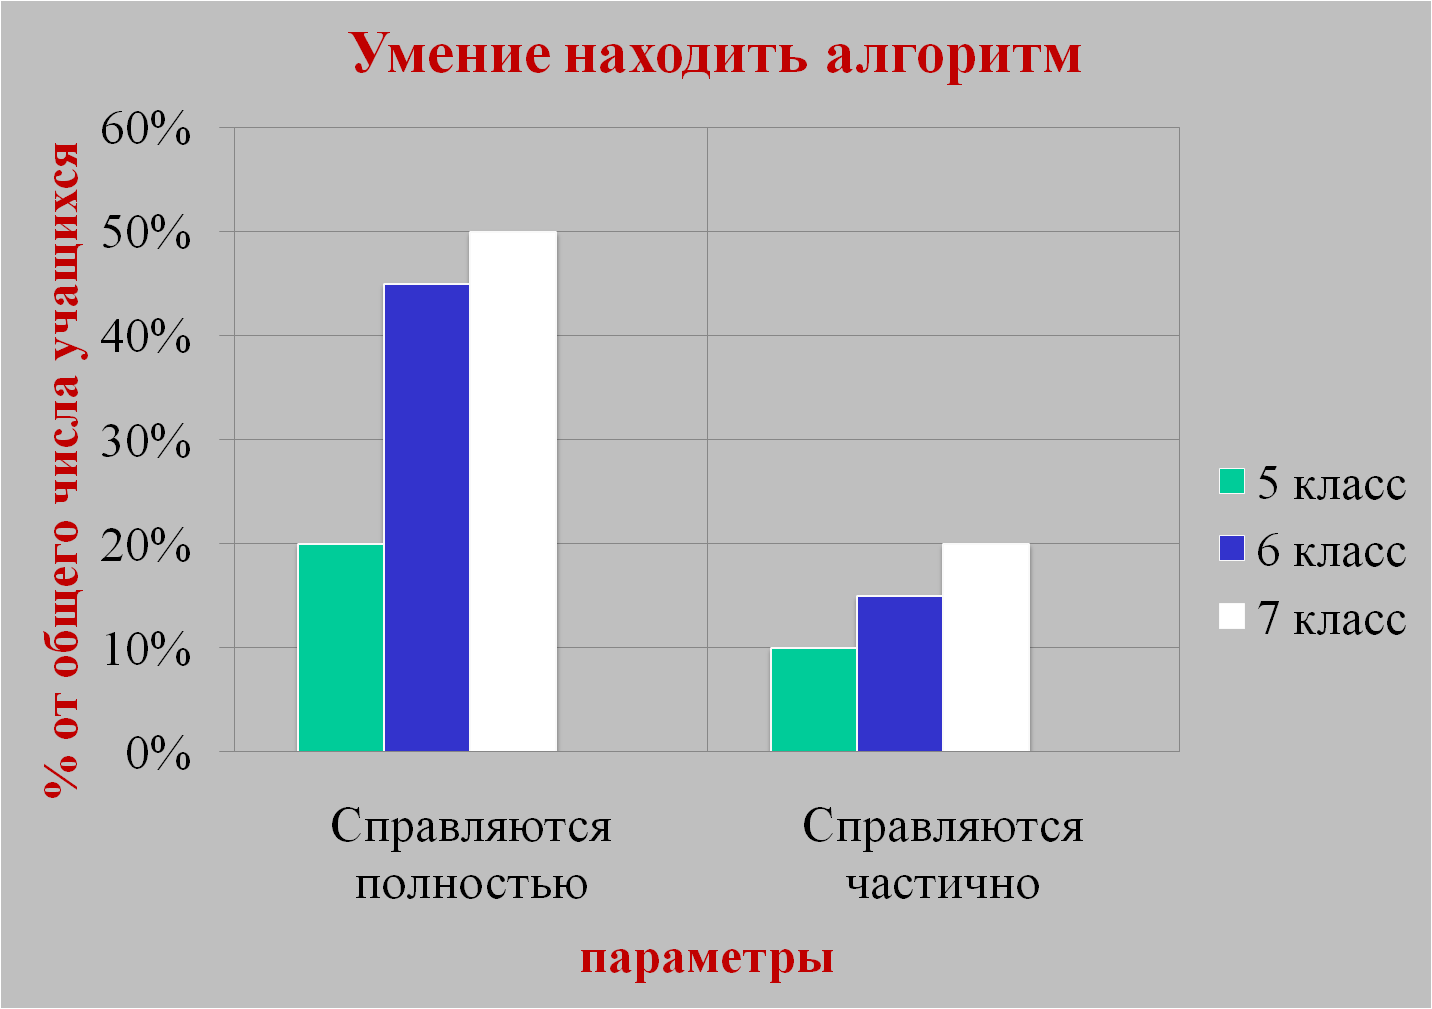 Умение находить алгоритм
% от общего числа учащихся
60%
50%
40%
30%
20%
10%
0%
Справляются
полностью
Справляются
частично
параметры
5 класс
6 класс
7 класс